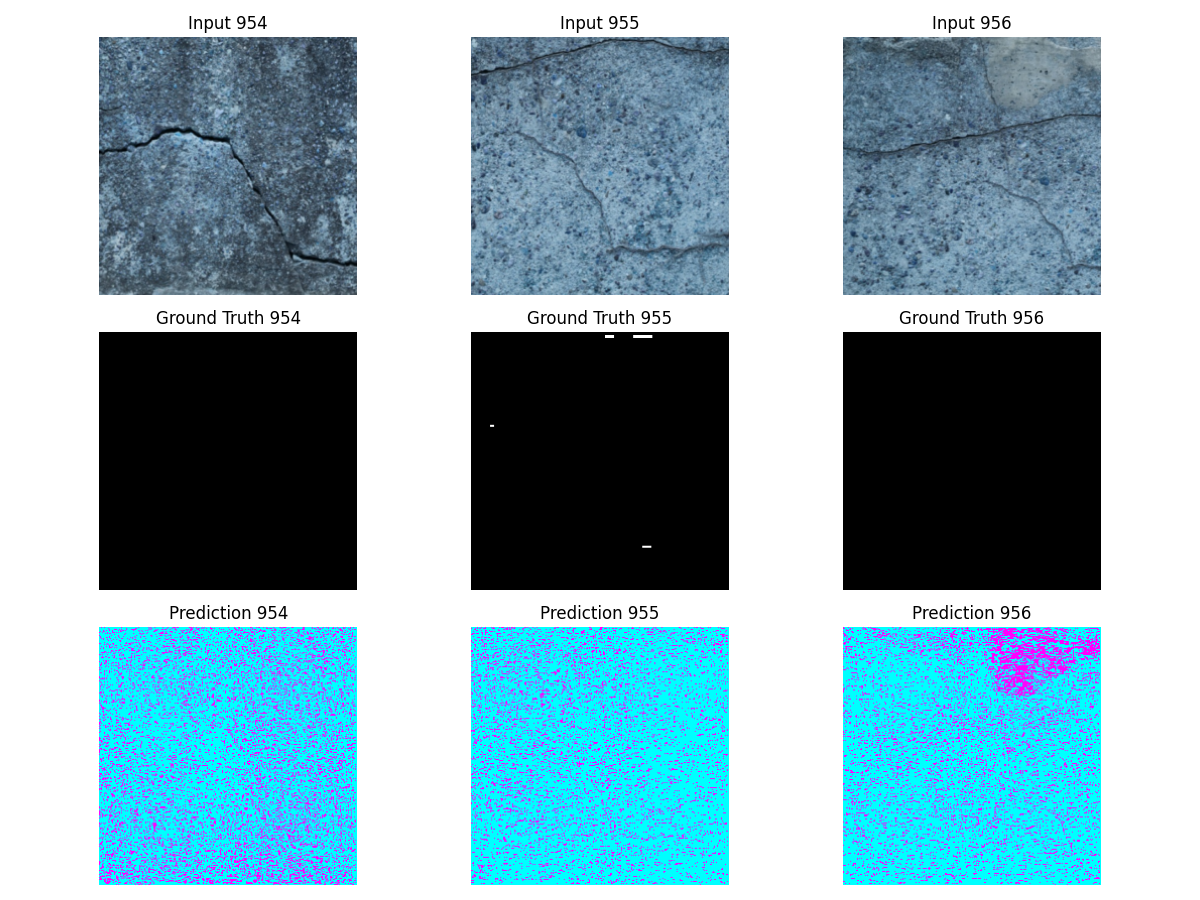 Input 954
Input 955
Input 956
Ground Truth 954
Ground Truth 955
Ground Truth 956
Prediction 954
Prediction 955
Prediction 956